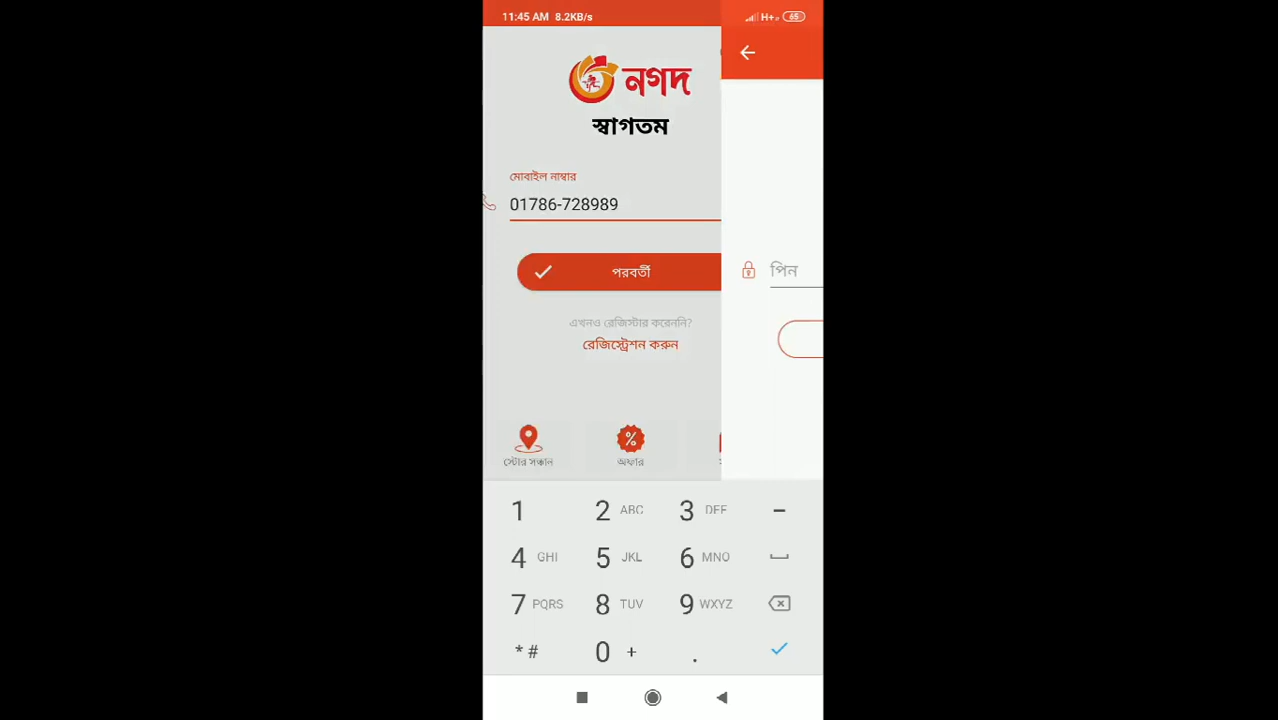 11:45 AM 8.2KB/s H+ 65
নগদ
স্বাগতম
মোবাইল নাম্বার
01786-728989
পিন
পরবর্তী
এখনও রেজিস্টার করেননি?
রেজিস্ট্রেশন করুন
%
স্টোর সন্ধান অফার
1 2 ABC 3 DEF -
4 GHI 5 JKL 6 MNO
7 PQRS 8 TUV 9 WXYZ
* # 0 + .